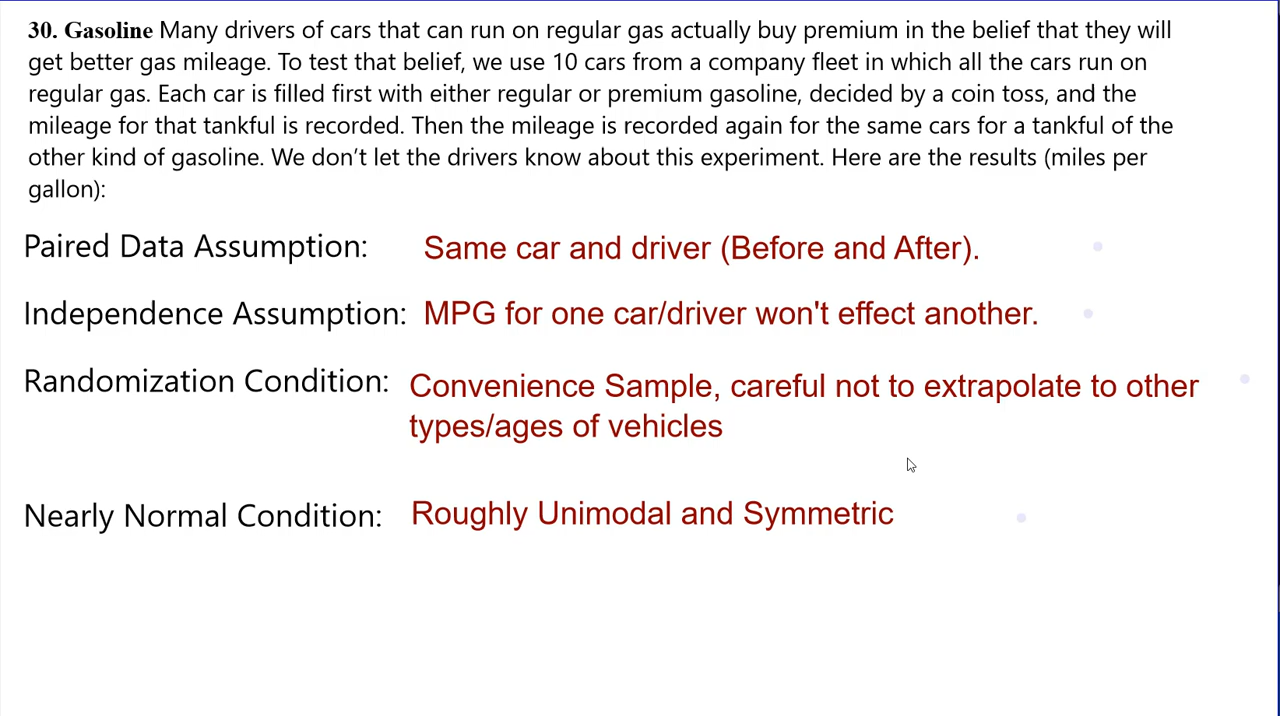 30. Gasoline Many drivers of cars that can run on regular gas actually buy premium in the belief that they will
get better gas mileage. To test that belief, we use 10 cars from a company fleet in which all the cars run on
regular gas. Each car is filled first with either regular or premium gasoline, decided by a coin toss, and the
mileage for that tankful is recorded. Then the mileage is recorded again for the same cars for a tankful of the
other kind of gasoline. We don’t let the drivers know about this experiment. Here are the results (miles per
gallon):
Paired Data Assumption: Same car and driver (Before and After).
Independence Assumption: MPG for one car/driver won't effect another.
Randomization Condition: Convenience Sample, careful not to extrapolate to other
types/ages of vehicles
Nearly Normal Condition: Roughly Unimodal and Symmetric